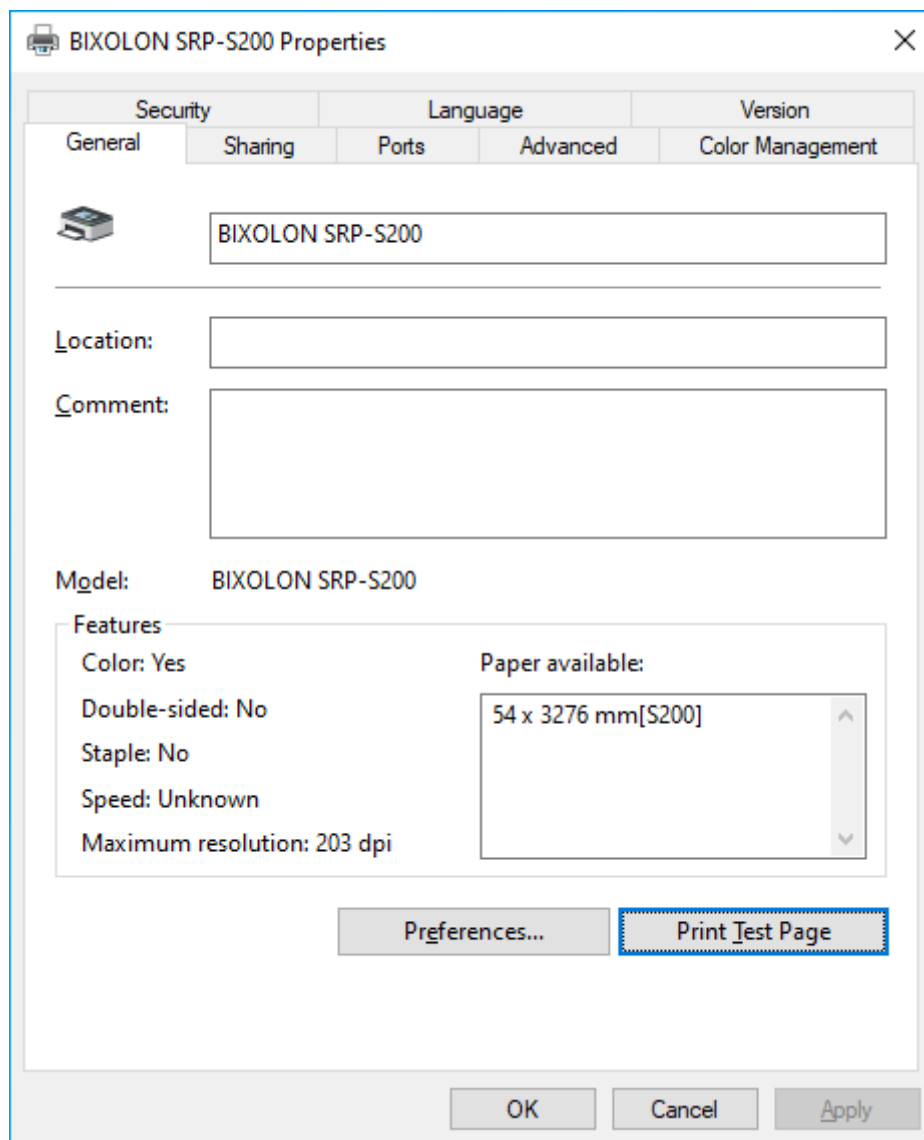 BIXOLON SRP-S200 Properties
Security Language Version
General Sharing Ports Advanced Color Management
BIXOLON SRP-S200
Location:
Comment:
Model: BIXOLON SRP-S200
Features
Color: Yes Paper available:
Double-sided: No 54 x 3276 mm[S200]
Staple: No
Speed: Unknown
Maximum resolution: 203 dpi
Preferences... Print Test Page
OK Cancel Apply